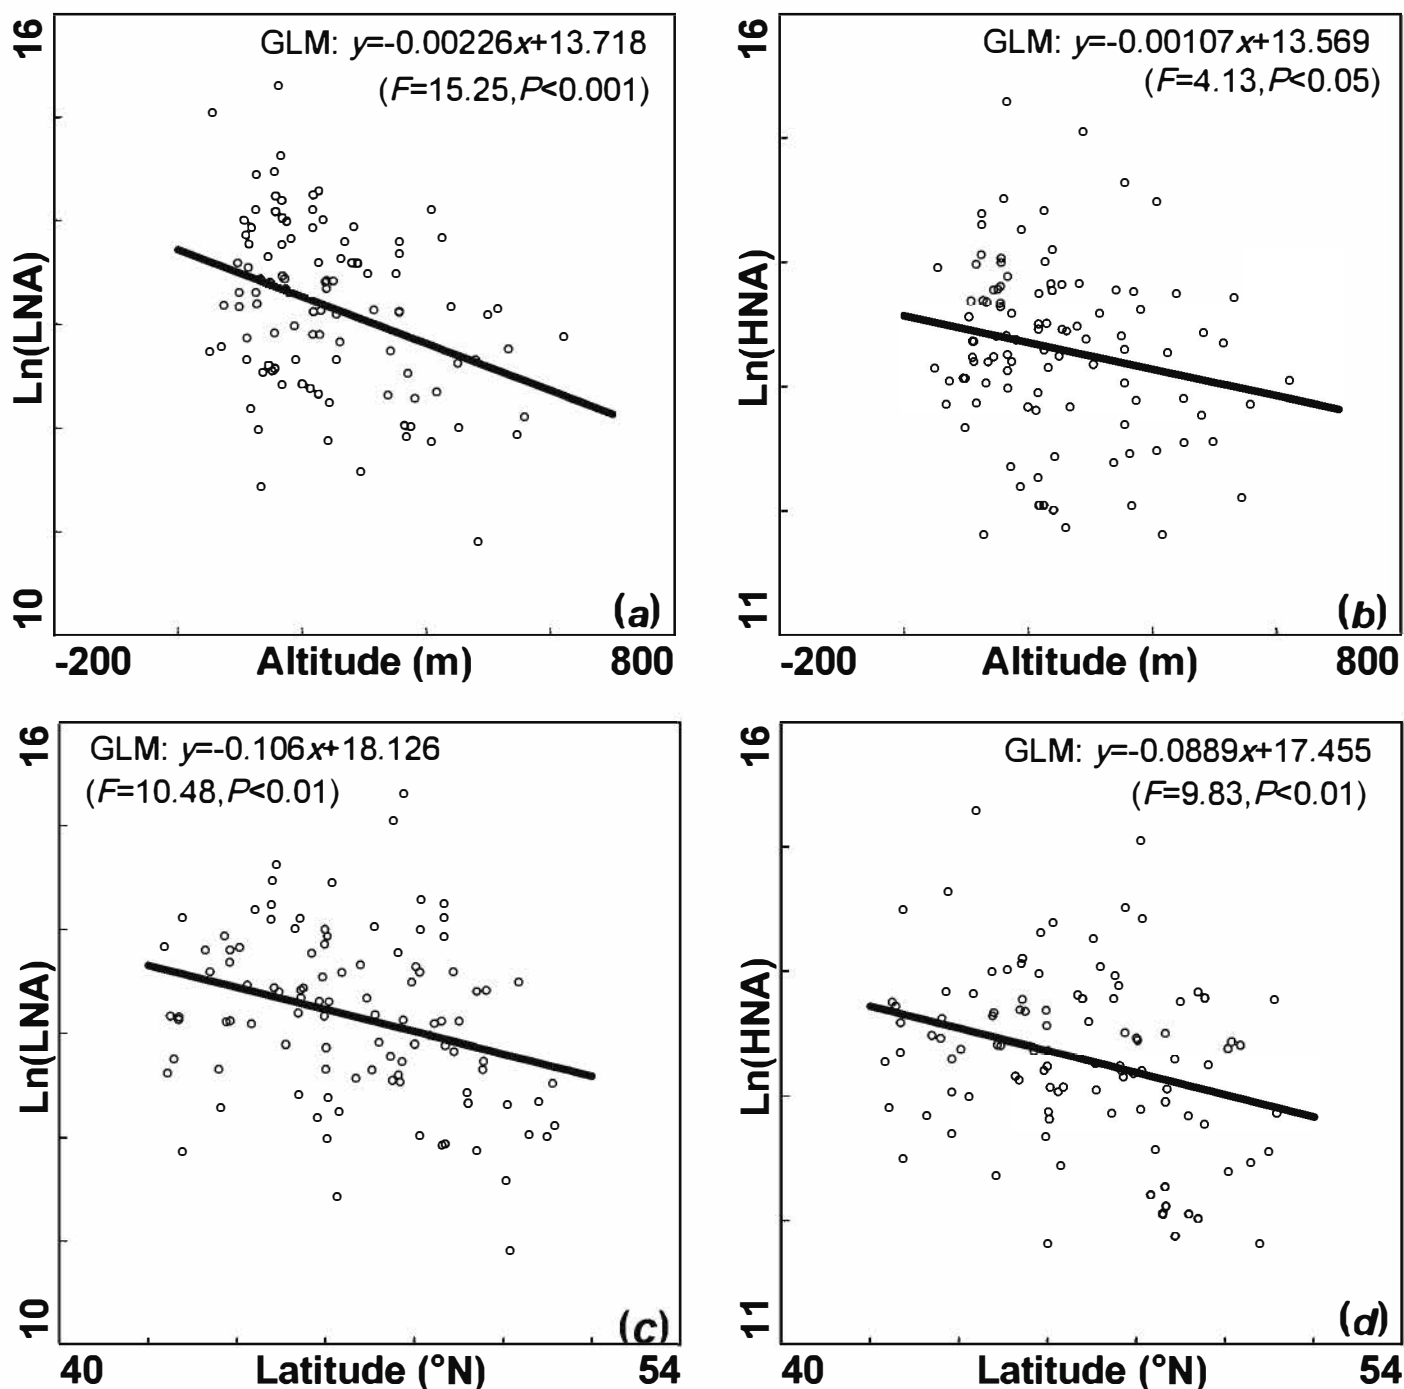 16
GLM: y=-0.00226x+13.718
(F=15.25,P<0.001)
Ln(LNA)
10
(a)
-200
Altitude (m)
800
16
GLM: y=-0.00107x+13.569
(F=4.13,P<0.05)
Ln(HNA)
11
(b)
-200
Altitude (m)
800
16
GLM: y=-0.106x+18.126
(F=10.48,P<0.01)
Ln(LNA)
10
(c)
40
Latitude (°N)
54
16
GLM: y=-0.0889x+17.455
(F=9.83,P<0.01)
Ln(HNA)
11
(d)
40
Latitude (°N)
54